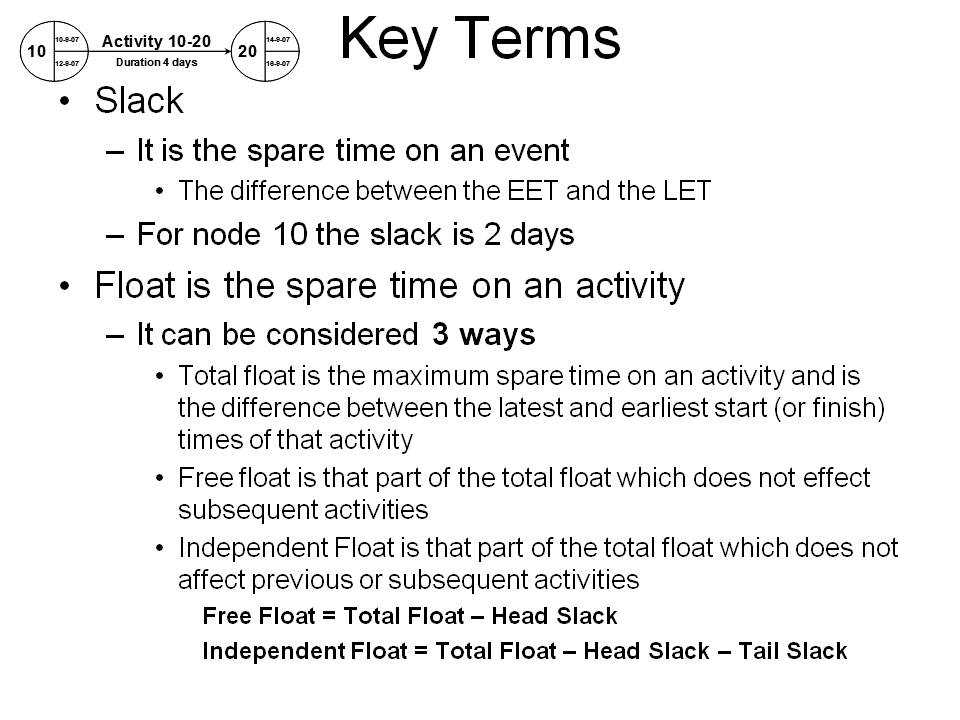 Key Terms
10
10-9-07
12-9-07
Activity 10-20
Duration 4 days
20
14-9-07
16-9-07
• Slack
– It is the spare time on an event
• The difference between the EET and the LET
– For node 10 the slack is 2 days
• Float is the spare time on an activity
– It can be considered 3 ways
• Total float is the maximum spare time on an activity and is
the difference between the latest and earliest start (or finish)
times of that activity
• Free float is that part of the total float which does not effect
subsequent activities
• Independent Float is that part of the total float which does not
affect previous or subsequent activities
Free Float = Total Float – Head Slack
Independent Float = Total Float – Head Slack – Tail Slack